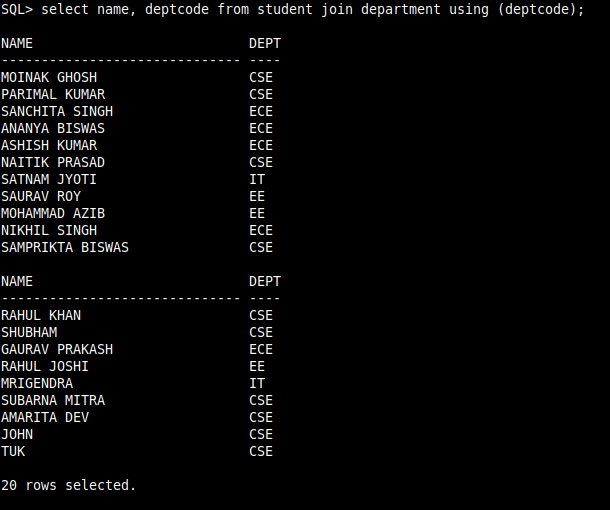 SQL> select name, deptcode from student join department using (deptcode);
NAME DEPT
------------------------------ ----
MOINAK GHOSH CSE
PARIMAL KUMAR CSE
SANCHITA SINGH ECE
ANANYA BISWAS ECE
ASHISH KUMAR ECE
NAITIK PRASAD CSE
SATNAM JYOTI IT
SAURAV ROY EE
MOHAMMAD AZIB EE
NIKHIL SINGH ECE
SAMPRIKTA BISWAS CSE
NAME DEPT
------------------------------ ----
RAHUL KHAN CSE
SHUBHAM CSE
GAURAV PRAKASH ECE
RAHUL JOSHI EE
MRIGENDRA IT
SUBARNA MITRA CSE
AMARITA DEV CSE
JOHN CSE
TUK CSE
20 rows selected.